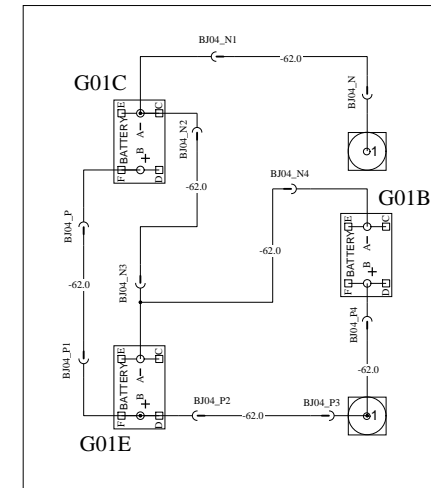 BJ04_N1
-62.0
BJ04_N
G01C
E
C
BATTERY
A
B
F
D
BJ04_N2
-62.0
1
BJ04_N4
G01B
E
C
BATTERY
A
B
F
D
BJ04_P
-62.0
BJ04_N3
-62.0
BJ04_P4
-62.0
BJ04_P1
E
C
BATTERY
A
B
F
D
BJ04_P2
-62.0
BJ04_P3
1
G01E